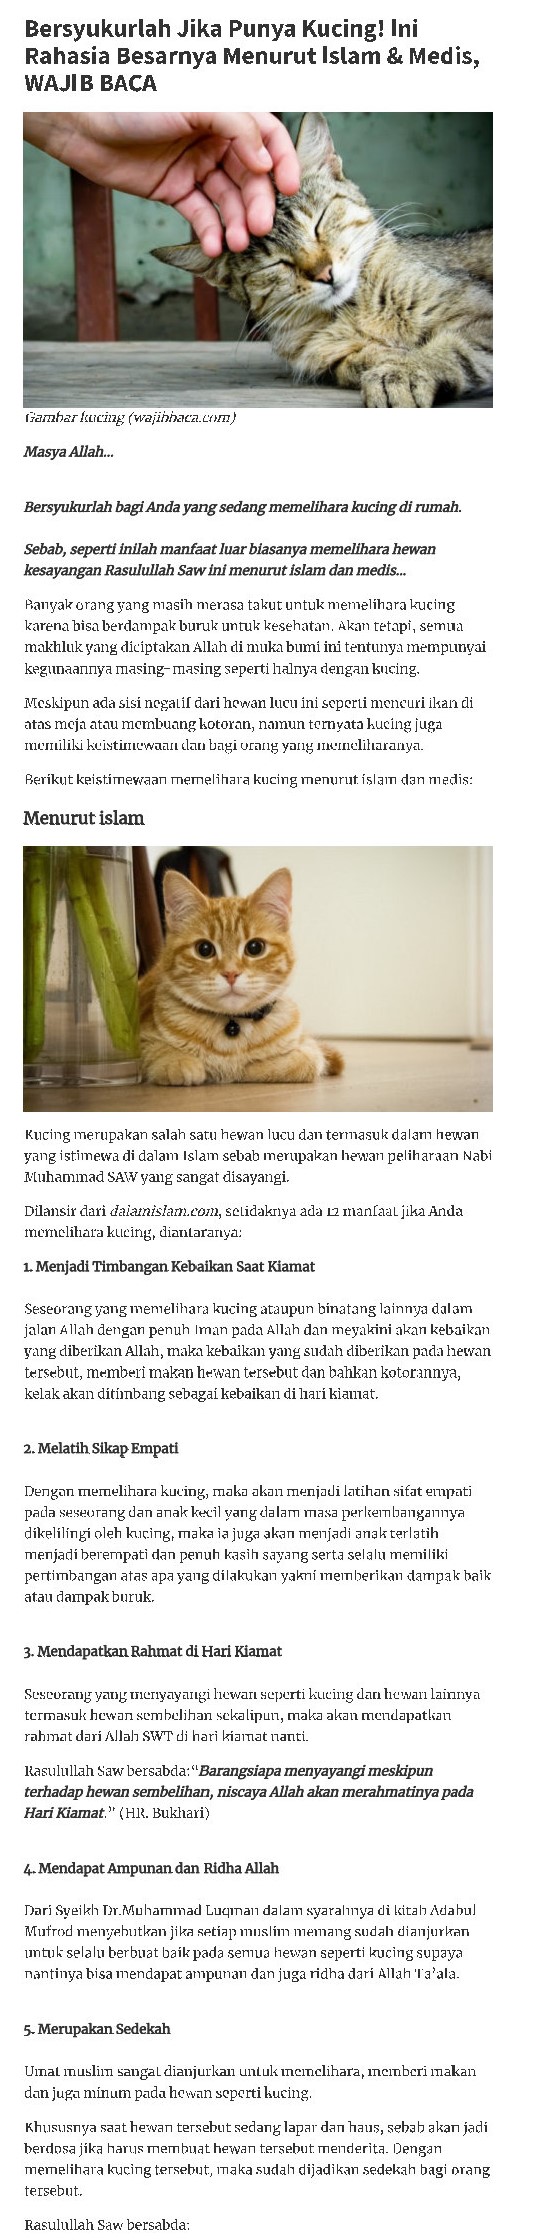 Bersyukurlah Jika Punya Kucing! Ini
Rahasia Besarnya Menurut Islam & Medis,
WAJIB BACA
Gambar kucing (wajibbaca.com)
Masya Allah...
Bersyukurlah bagi Anda yang sedang memelihara kucing di rumah.
Sebab, seperti inilah manfaat luar biasanya memelihara hewan
kesayangan Rasulullah Saw ini menurut islam dan medis...
Banyak orang yang masih merasa takut untuk memelihara kucing
karena bisa berdampak buruk untuk kesehatan. Akan tetapi, semua
makhluk yang diciptakan Allah di muka bumi ini tentunya mempunyai
kegunaannya masing-masing seperti halnya dengan kucing.
Meskipun ada sisi negatif dari hewan lucu ini seperti mencuri ikan di
atas meja atau membuang kotoran, namun ternyata kucing juga
memiliki keistimewaan dan bagi orang yang memeliharanya.
Berikut keistimewaan memelihara kucing menurut islam dan medis:
Menurut islam
Kucing merupakan salah satu hewan lucu dan termasuk dalam hewan
yang istimewa di dalam Islam sebab merupakan hewan peliharaan Nabi
Muhammad SAW yang sangat disayangi.
Dilansir dari dalamislam.com, setidaknya ada 12 manfaat jika Anda
memelihara kucing, diantaranya:
1. Menjadi Timbangan Kebaikan Saat Kiamat
Seseorang yang memelihara kucing ataupun binatang lainnya dalam
jalan Allah dengan penuh Iman pada Allah dan meyakini akan kebaikan
yang diberikan Allah, maka kebaikan yang sudah diberikan pada hewan
tersebut, memberi makan hewan tersebut dan bahkan kotorannya,
kelak akan ditimbang sebagai kebaikan di hari kiamat.
2. Melatih Sikap Empati
Dengan memelihara kucing, maka akan menjadi latihan sifat empati
pada seseorang dan anak kecil yang dalam masa perkembangannya
dikelilingi oleh kucing, maka ia juga akan menjadi anak terlatih
menjadi berempati dan penuh kasih sayang serta selalu memiliki
pertimbangan atas apa yang dilakukan yakni memberikan dampak baik
atau dampak buruk.
3. Mendapatkan Rahmat di Hari Kiamat
Seseorang yang menyayangi hewan seperti kucing dan hewan lainnya
termasuk hewan sembelihan sekalipun, maka akan mendapatkan
rahmat dari Allah SWT di hari kiamat nanti.
Rasulullah Saw bersabda:“Barangsiapa menyayangi meskipun
terhadap hewan sembelihan, niscaya Allah akan merahmatinya pada
Hari Kiamat.” (HR. Bukhari)
4. Mendapat Ampunan dan Ridha Allah
Dari Syeikh Dr.Muhammad Luqman dalam syarahnya di kitab Adabul
Mufrod menyebutkan jika setiap muslim memang sudah dianjurkan
untuk selalu berbuat baik pada semua hewan seperti kucing supaya
nantinya bisa mendapat ampunan dan juga ridha dari Allah Ta’ala.
5. Merupakan Sedekah
Umat muslim sangat dianjurkan untuk memelihara, memberi makan
dan juga minum pada hewan seperti kucing.
Khususnya saat hewan tersebut sedang lapar dan haus, sebab akan jadi
berdosa jika harus membuat hewan tersebut menderita. Dengan
memelihara kucing tersebut, maka sudah dijadikan sedekah bagi orang
tersebut.
Rasulullah Saw bersabda: